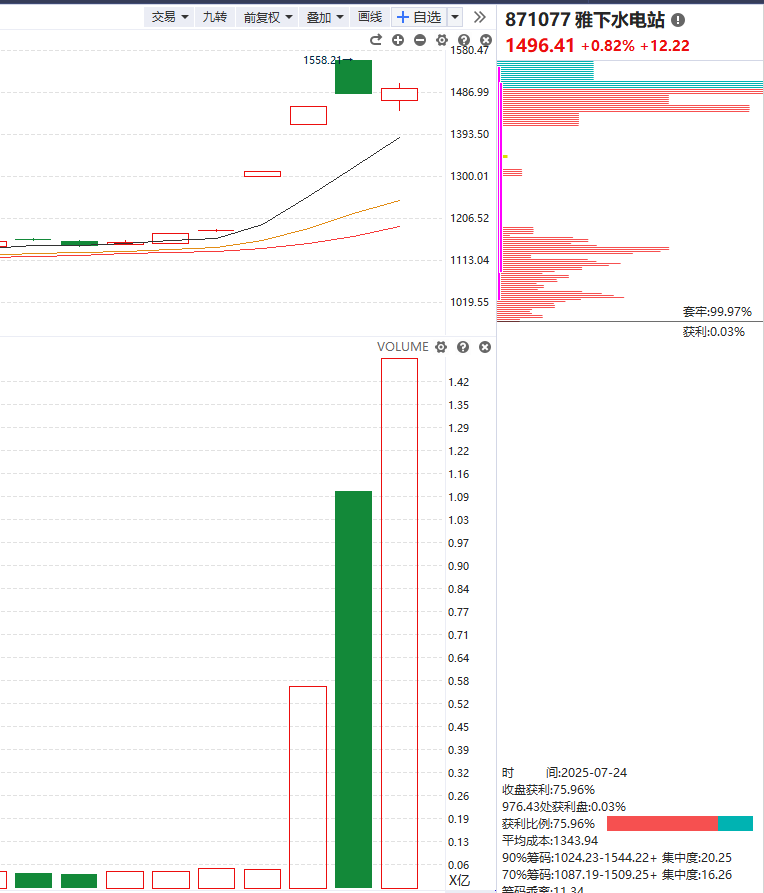 交易 九转 前复权 叠加 画线 + 自选
871077 雅下水电站
1496.41 +0.82% +12.22
1580.47
1558.21
1486.99
1393.50
1300.01
1206.52
1113.04
1019.55
套牢:99.97%
获利:0.03%
VOLUME
1.42
1.35
1.29
1.22
1.16
1.09
1.03
0.97
0.90
0.84
0.77
0.71
0.64
0.58
0.52
0.45
0.39
0.32
0.26
0.19
0.13
0.06
X亿
时 间:2025-07-24
收盘获利:75.96%
976.43处获利盘:0.03%
获利比例:75.96%
平均成本:1343.94
90%筹码:1024.23-1544.22+ 集中度:20.25
70%筹码:1087.19-1509.25+ 集中度:16.26
筹码乖离:11.34